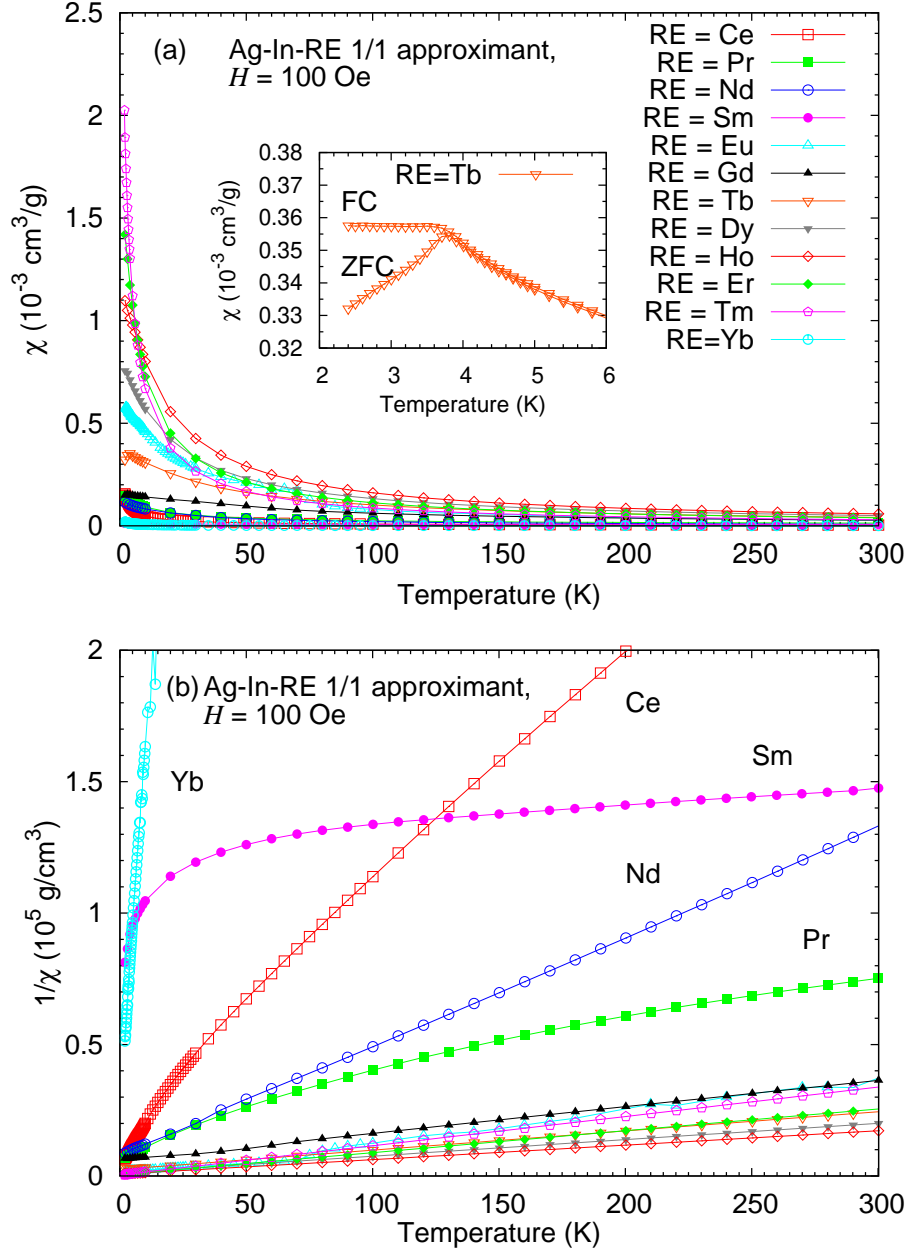 (a) Ag-In-RE 1/1 approximant,
H = 100 Oe
RE = Ce
RE = Pr
RE = Nd
RE = Sm
RE = Eu
RE = Gd
RE = Tb
RE = Dy
RE = Ho
RE = Er
RE = Tm
RE=Yb
2.5
2
1.5
1
0.5
0
χ (10⁻³ cm³/g)
0 50 100 150 200 250 300
Temperature (K)
RE=Tb
FC
ZFC
0.38
0.37
0.36
0.35
0.34
0.33
0.32
χ (10⁻³ cm³/g)
2 3 4 5 6
Temperature (K)
(b) Ag-In-RE 1/1 approximant,
H = 100 Oe
Yb
Ce
Sm
Nd
Pr
2
1.5
1
0.5
0
1/χ (10⁵ g/cm³)
0 50 100 150 200 250 300
Temperature (K)